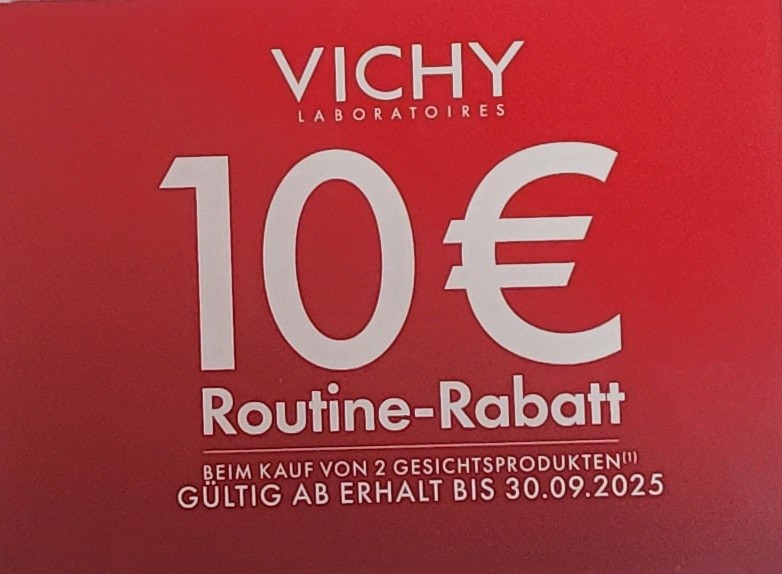 VICHY
LABORATOIRES
10€
Routine-Rabatt
BEIM KAUF VON 2 GESICHTSPRODUKTEN(1)
GÜLTIG AB ERHALT BIS 30.09.2025